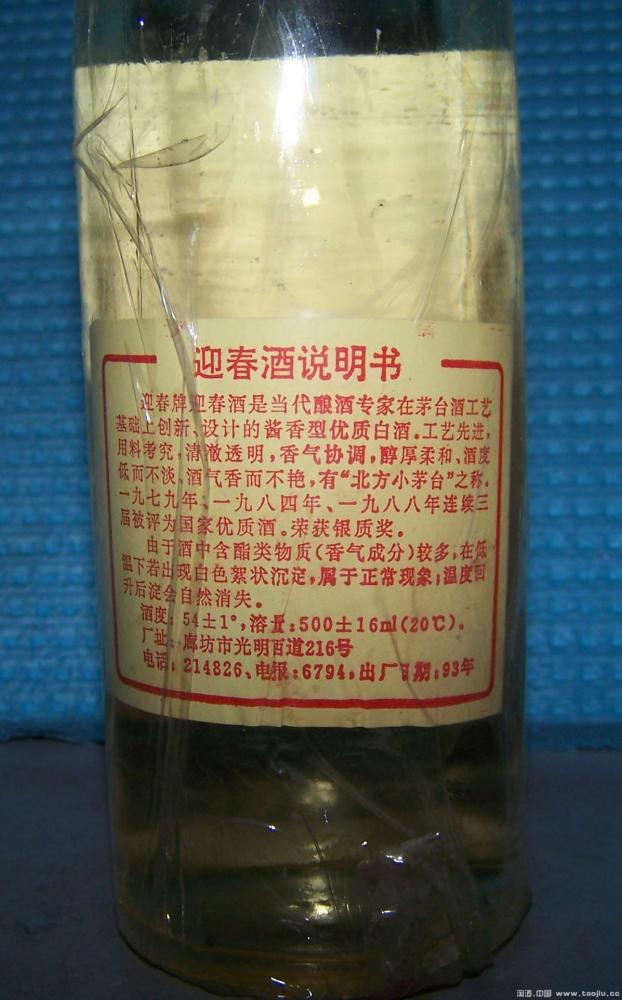 迎春酒说明书
迎春牌迎春酒是当代酿酒专家在茅台酒工艺
基础上创新、设计的酱香型优质白酒.工艺先进,
用料考究,清澈透明,香气协调,醇厚柔和、酒度
低而不淡、酒气香而不艳,有“北方小茅台”之称.
一九七九年、一九八四年、一九八八年连续三
届被评为国家优质酒.荣获银质奖。
由于酒中含酯类物质(香气成分)较多,在低
温下若出现白色絮状沉淀,属于正常现象,温度回
升后淀会自然消失。
酒度:54±1°,溶量:500±16ml(20℃).
厂址:廊坊市光明西道216号
电话:214826、电报:6794,出厂日期:93年
淘酒.中国 www.taojiu.cc